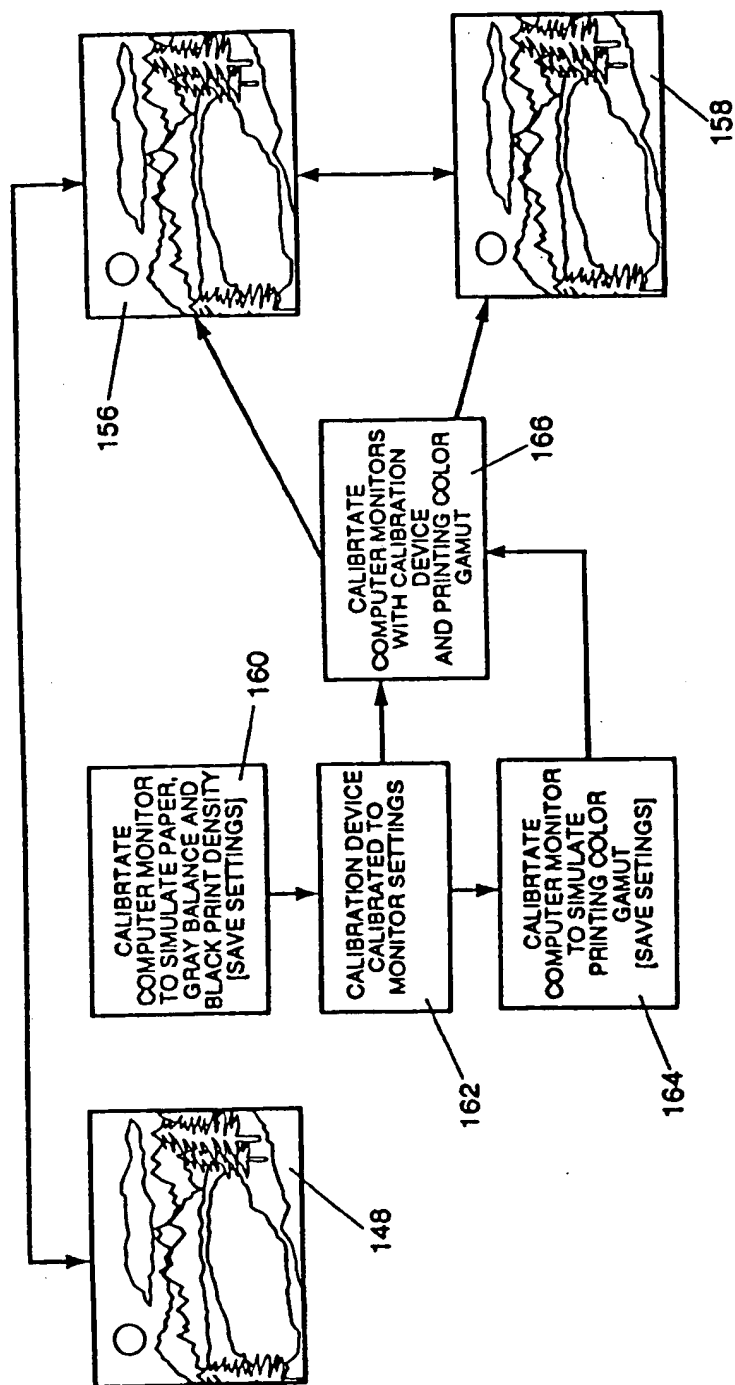 148
CALIBRTATE
COMPUTER MONITOR
TO SIMULATE PAPER,
GRAY BALANCE AND
BLACK PRINT DENSITY
[SAVE SETTINGS]
160
CALIBRATION DEVICE
CALIBRATED TO
MONITOR SETTINGS
162
CALIBRTATE
COMPUTER MONITOR
TO SIMULATE
PRINTING COLOR
GAMUT
[SAVE SETINGS]
164
CALIBRTATE
COMPUTER MONITORS
WITH CALIBRATION
DEVICE
AND PRINTING COLOR
GAMUT
166
156
158